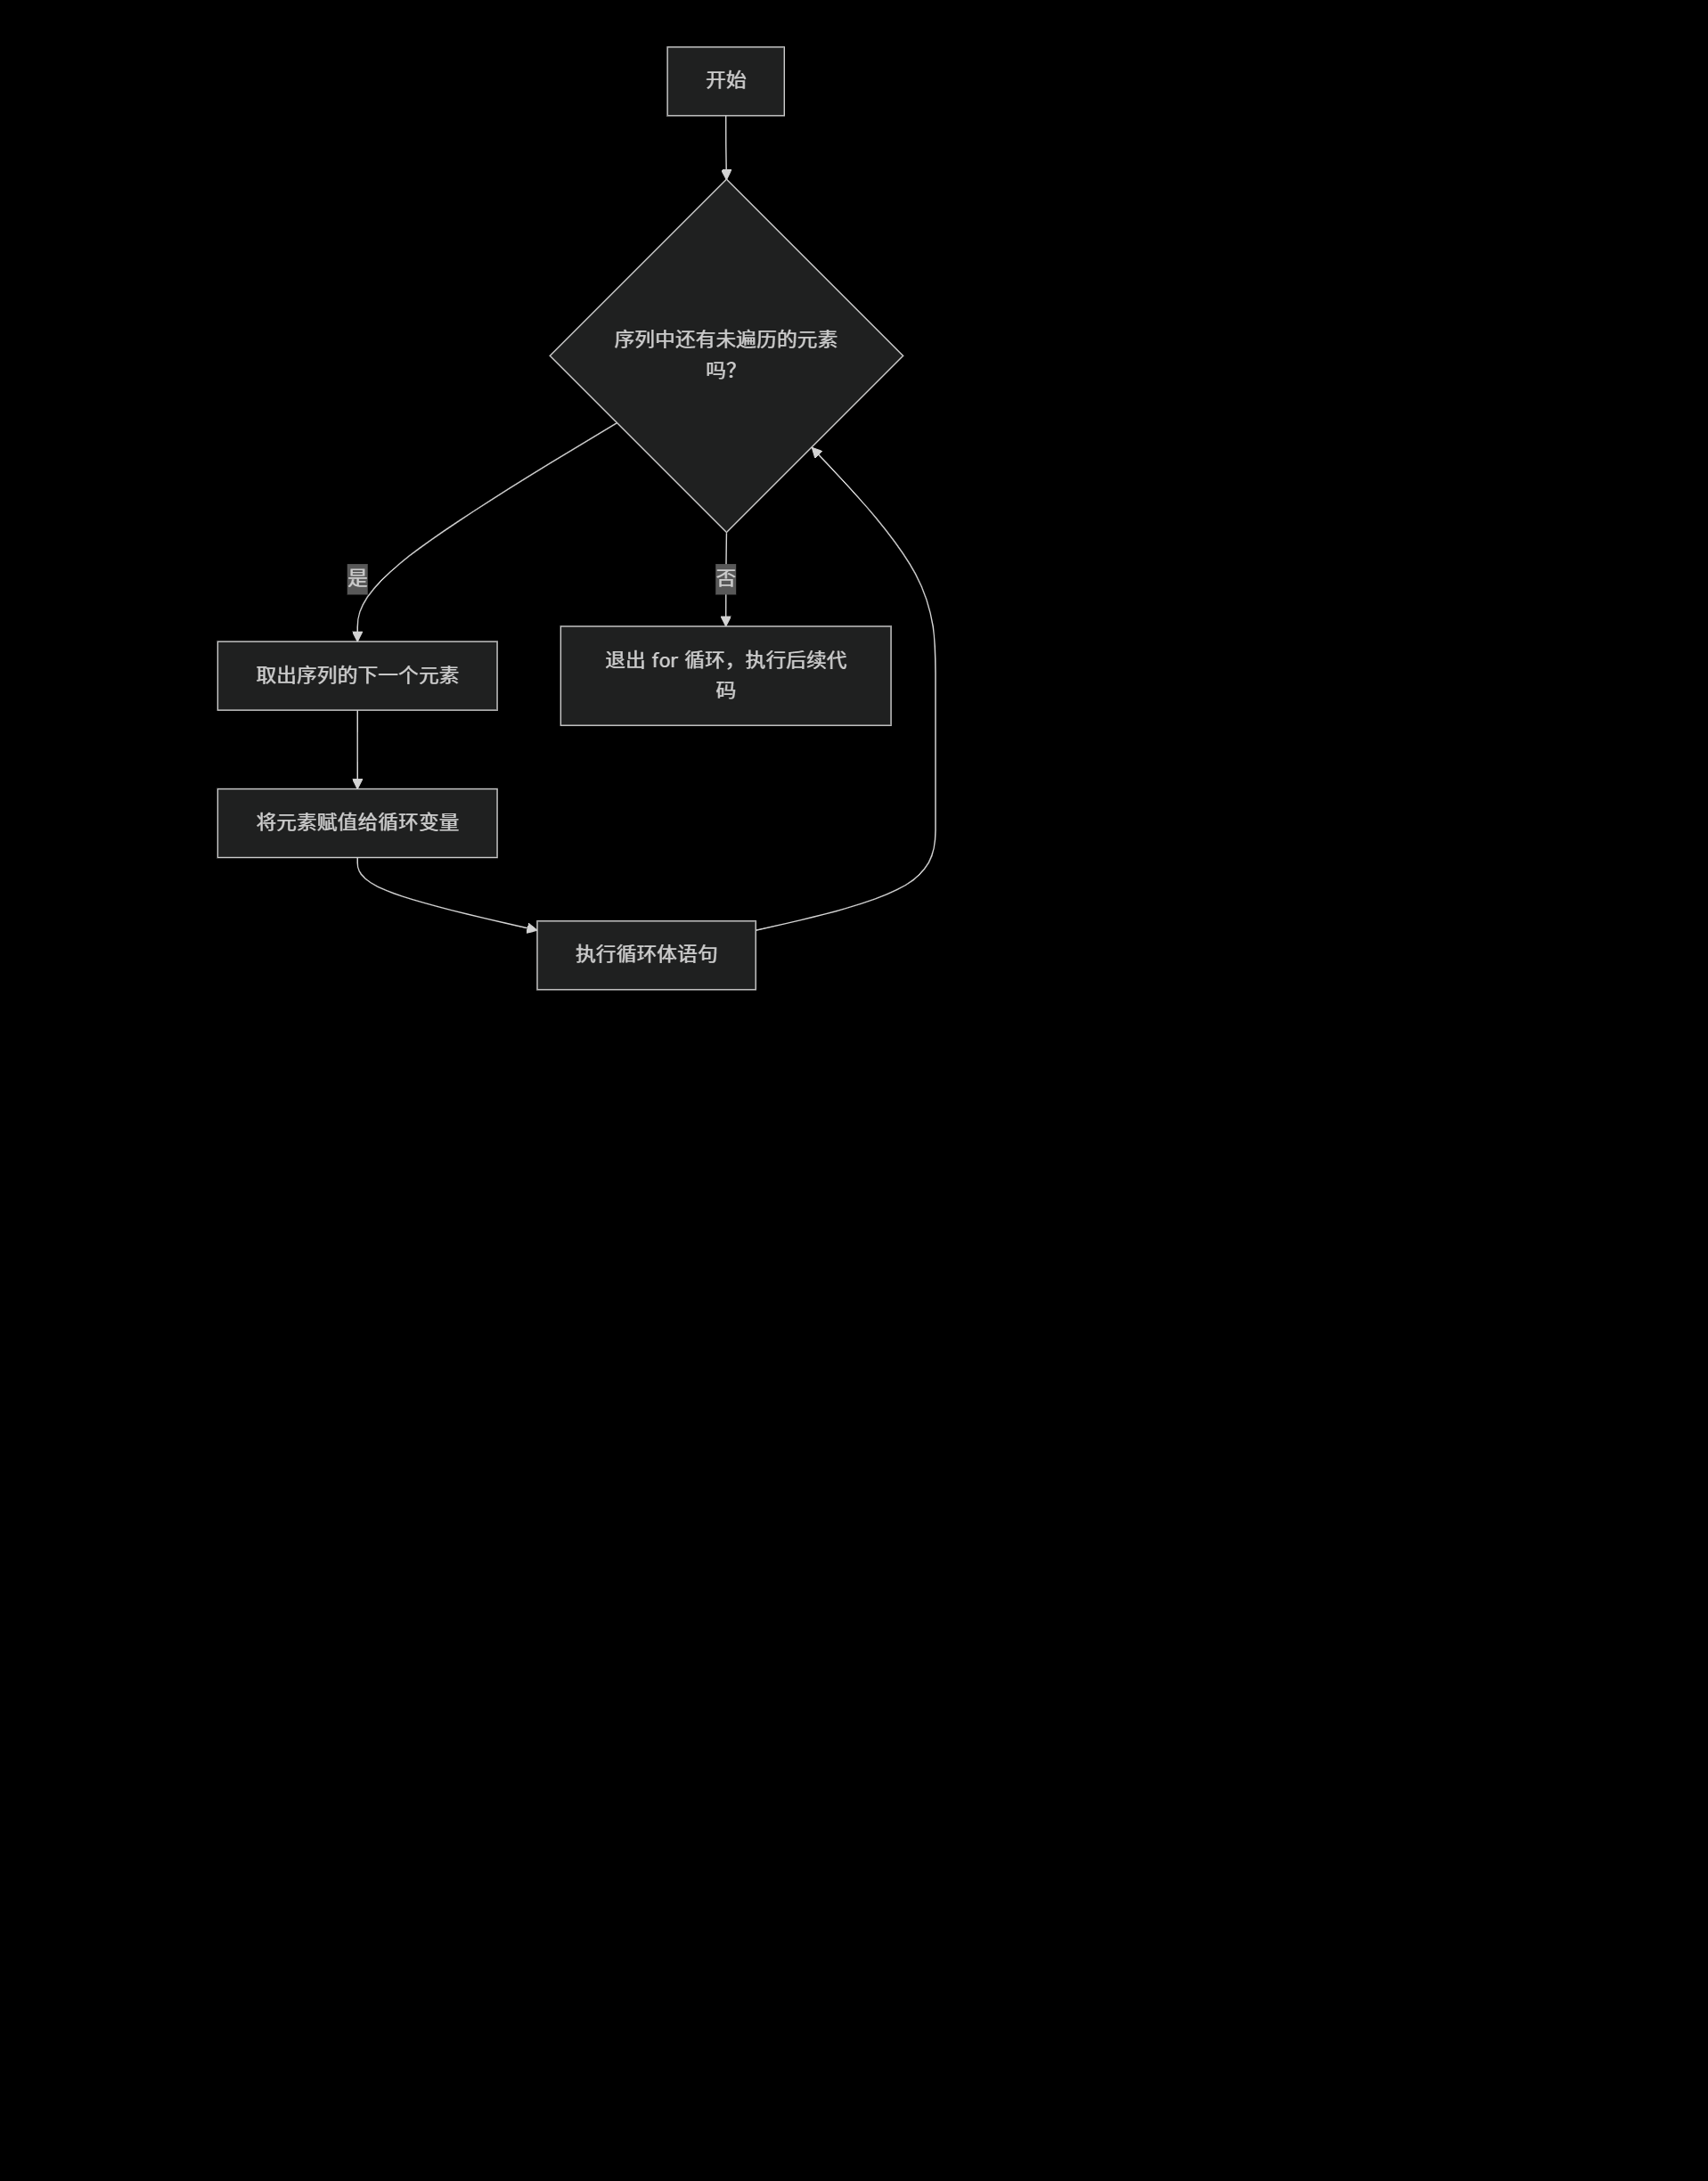 开始
序列中还有未遍历的元素
吗？
是
否
取出序列的下一个元素
退出 for 循环，执行后续代
码
将元素赋值给循环变量
执行循环体语句